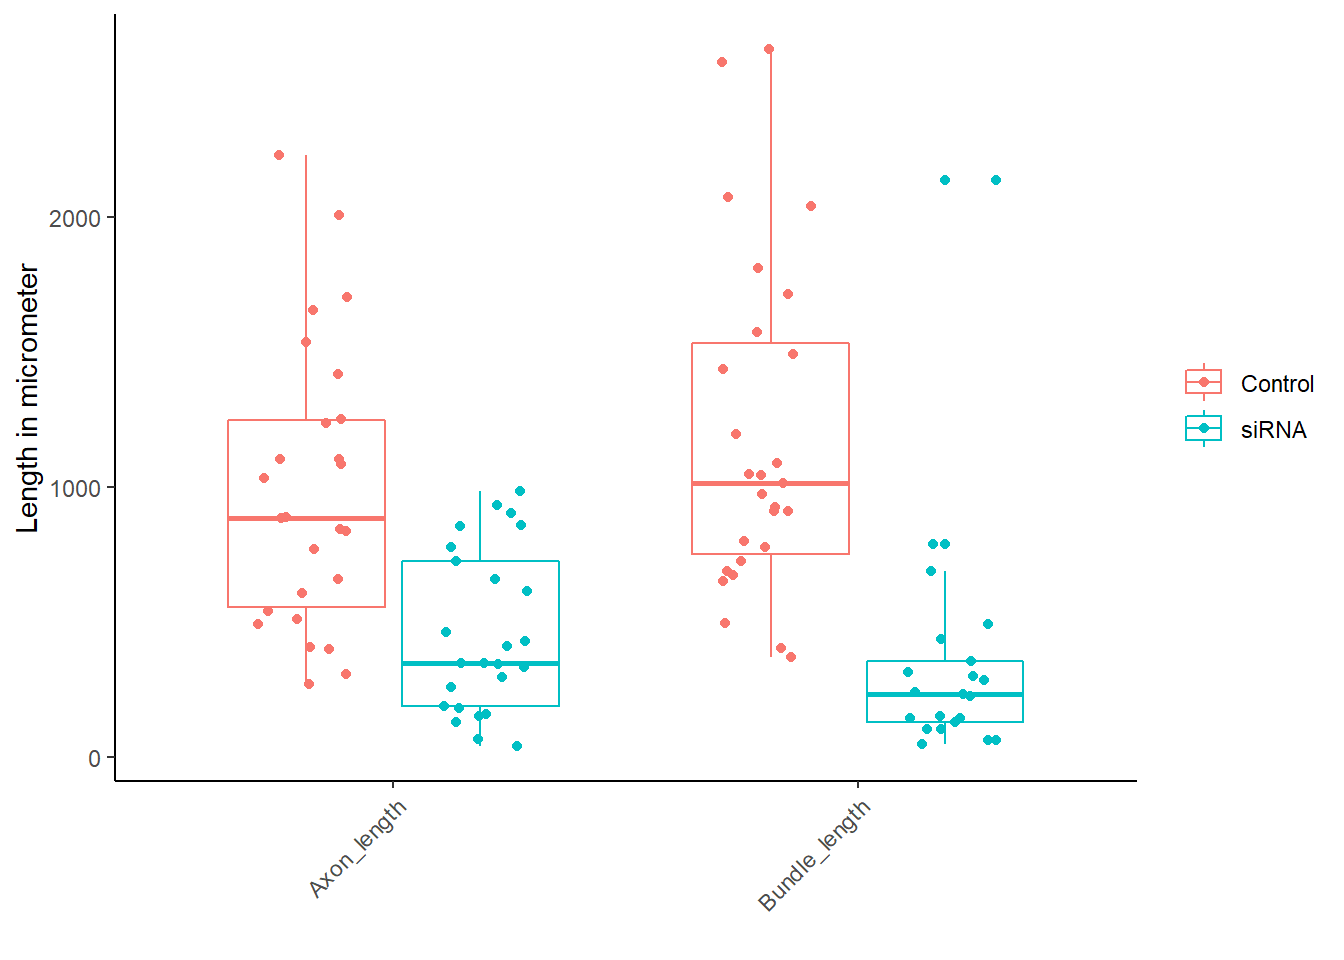 Length in micrometer
2000
1000
0
Axon_length
Bundle_length
Control
siRNA